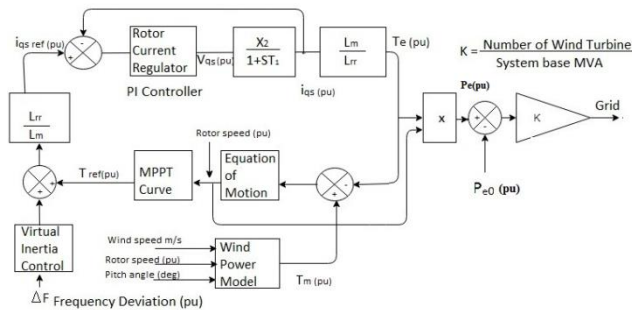 i qs ref (pu)
+
-
Rotor
Current
Regulator
PI Controller
Vqs(pu)
X2
1+ST1
iqs (pu)
Lm
Lrr
Te (pu)
K = Number of Wind Turbine
System base MVA
Pe(pu)
x
+
-
K
Grid
Pe0 (pu)
Lrr
Lm
Rotor speed (pu)
T ref(pu)
MPPT
Curve
Equation
of
Motion
-
+
+
+
Virtual
Inertia
Control
Wind speed m/s
Rotor speed (pu)
Pitch angle (deg)
Wind
Power
Model
Tm (pu)
ΔF Frequency Deviation (pu)